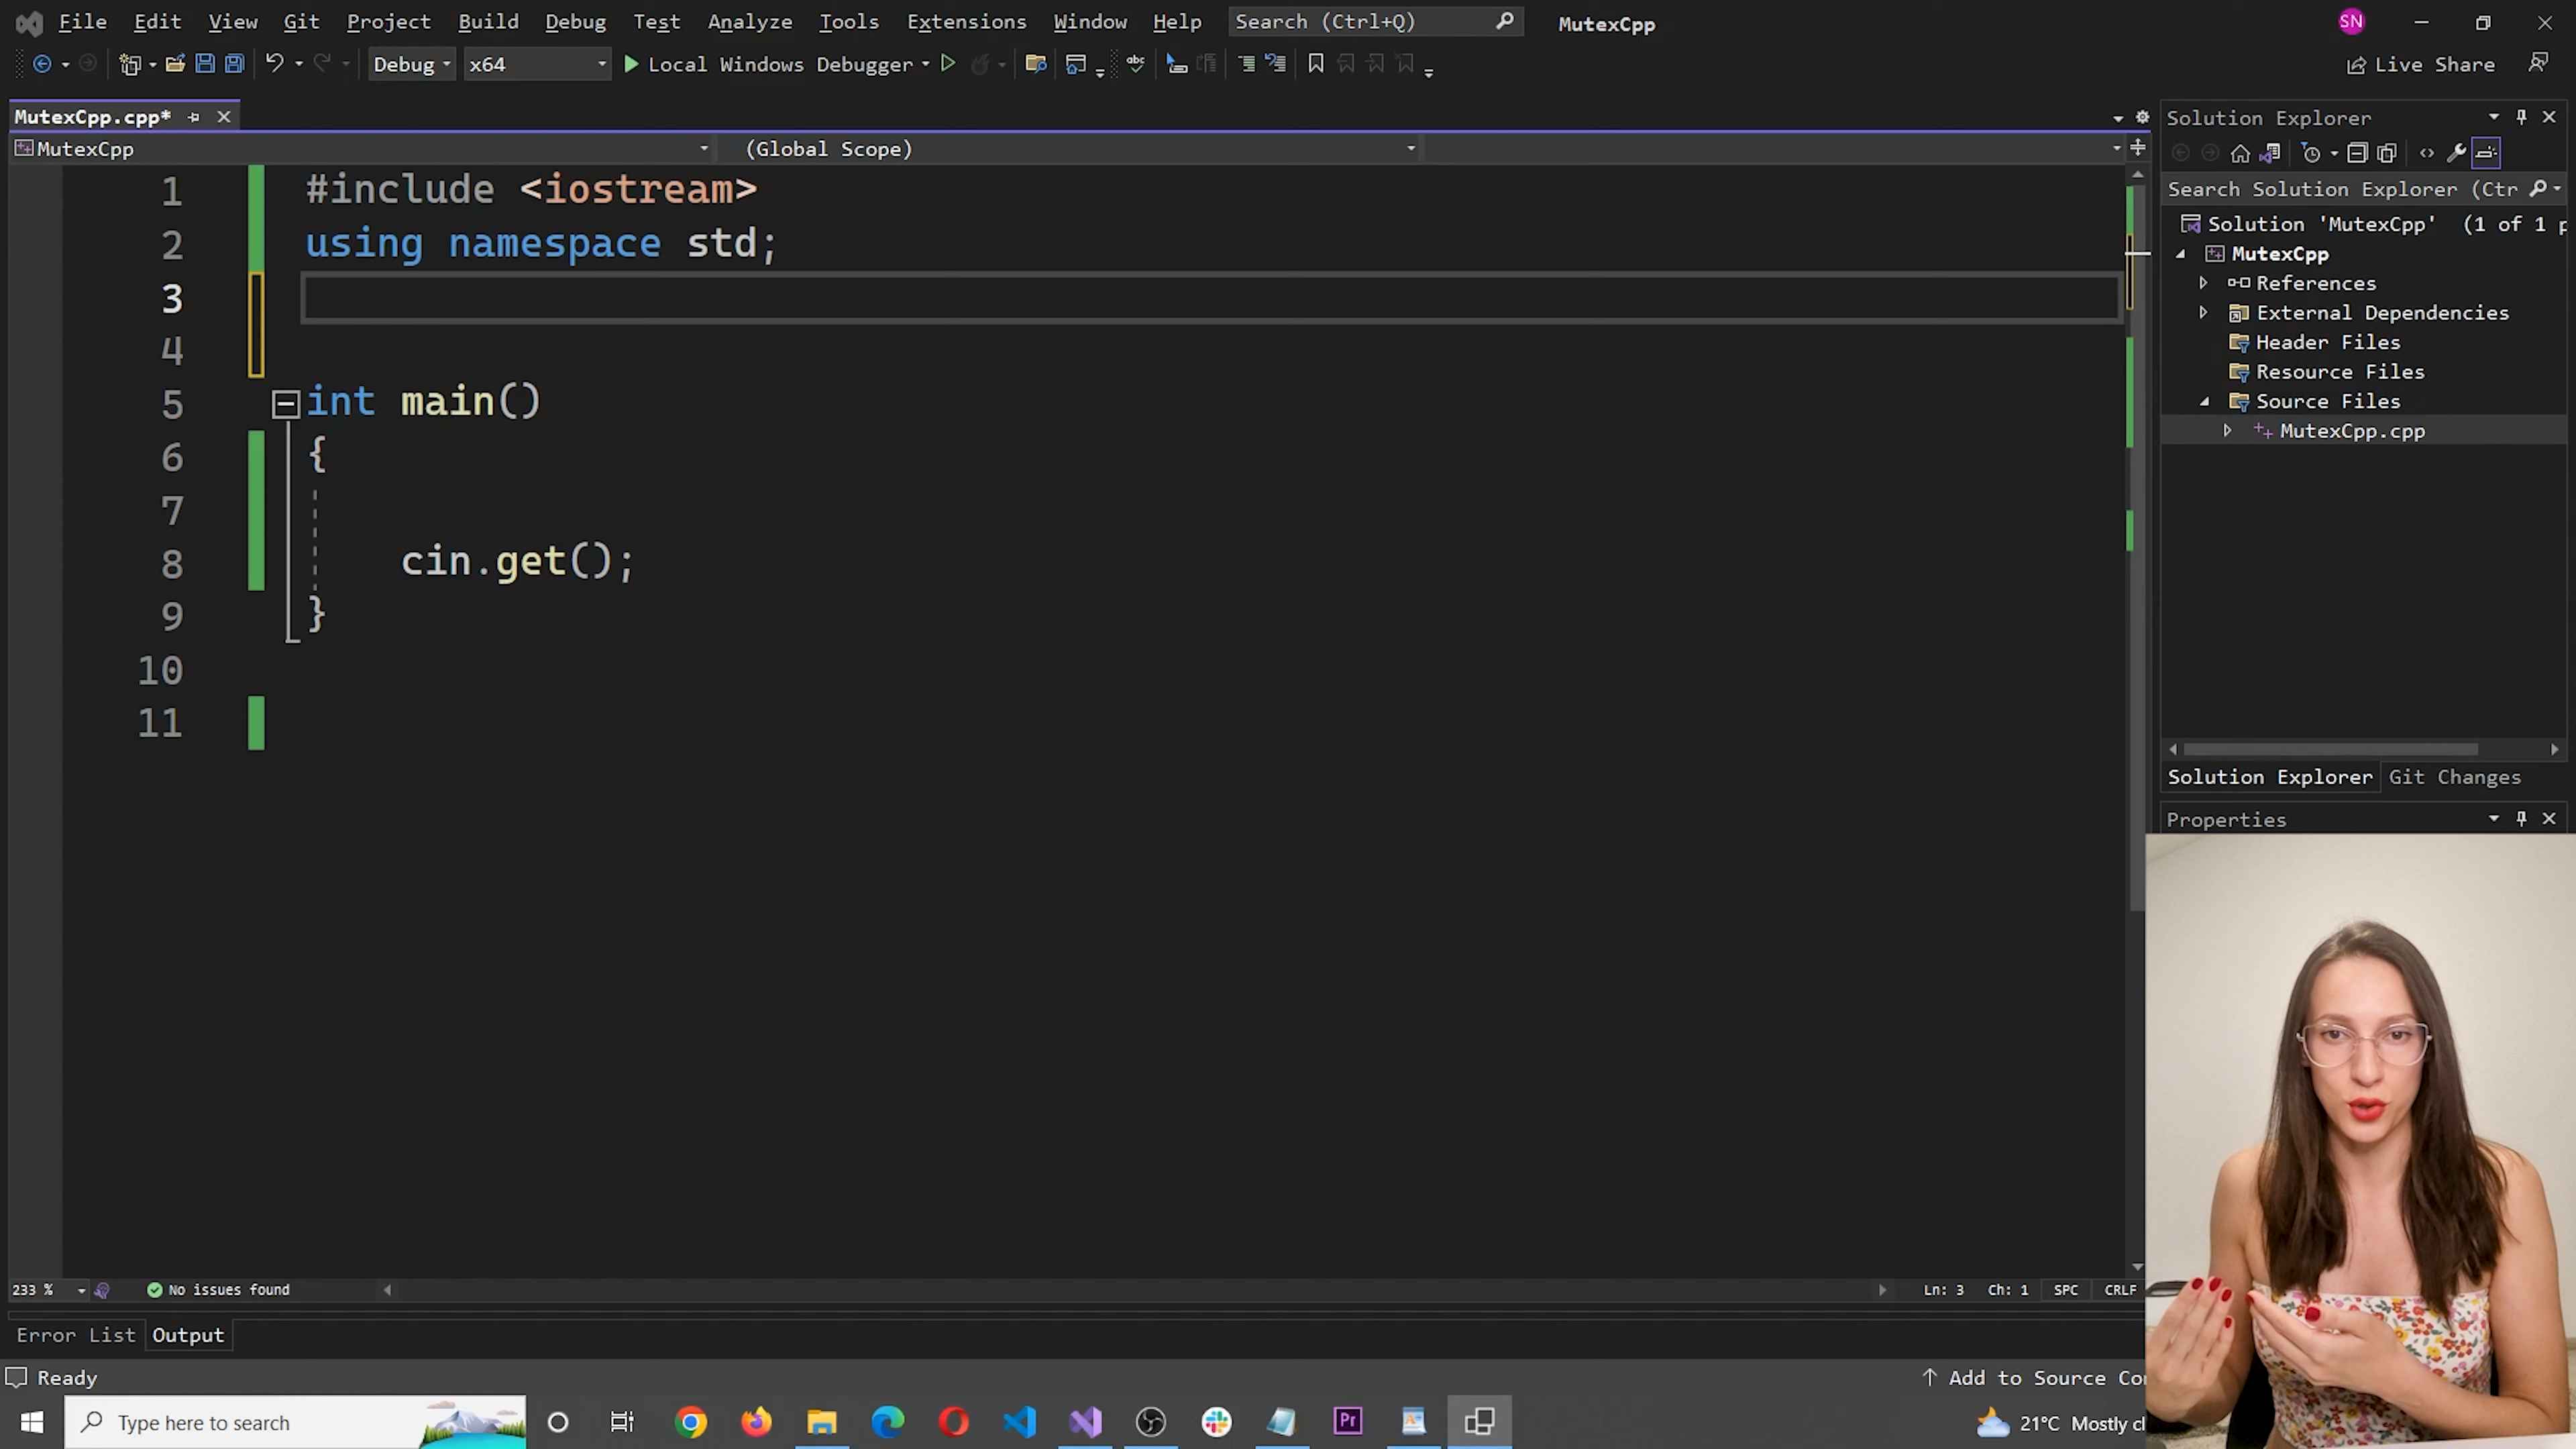 File Edit View Git Project Build Debug Test Analyze Tools Extensions Window Help Search (Ctrl+Q) MutexCpp SN
Debug x64 Local Windows Debugger abc Live Share
MutexCpp.cpp*
MutexCpp (Global Scope)
1 #include <iostream>
2 using namespace std;
3
4
5 int main()
6 {
7
8 cin.get();
9 }
10
11
Solution Explorer
Search Solution Explorer (Ctr
Solution 'MutexCpp' (1 of 1 p
MutexCpp
References
External Dependencies
Header Files
Resource Files
Source Files
MutexCpp.cpp
Solution Explorer Git Changes
Properties
233 % No issues found Ln: 3 Ch: 1 SPC CRLF
Error List Output
Ready Add to Source Co
Type here to search Pr 21°C Mostly cl